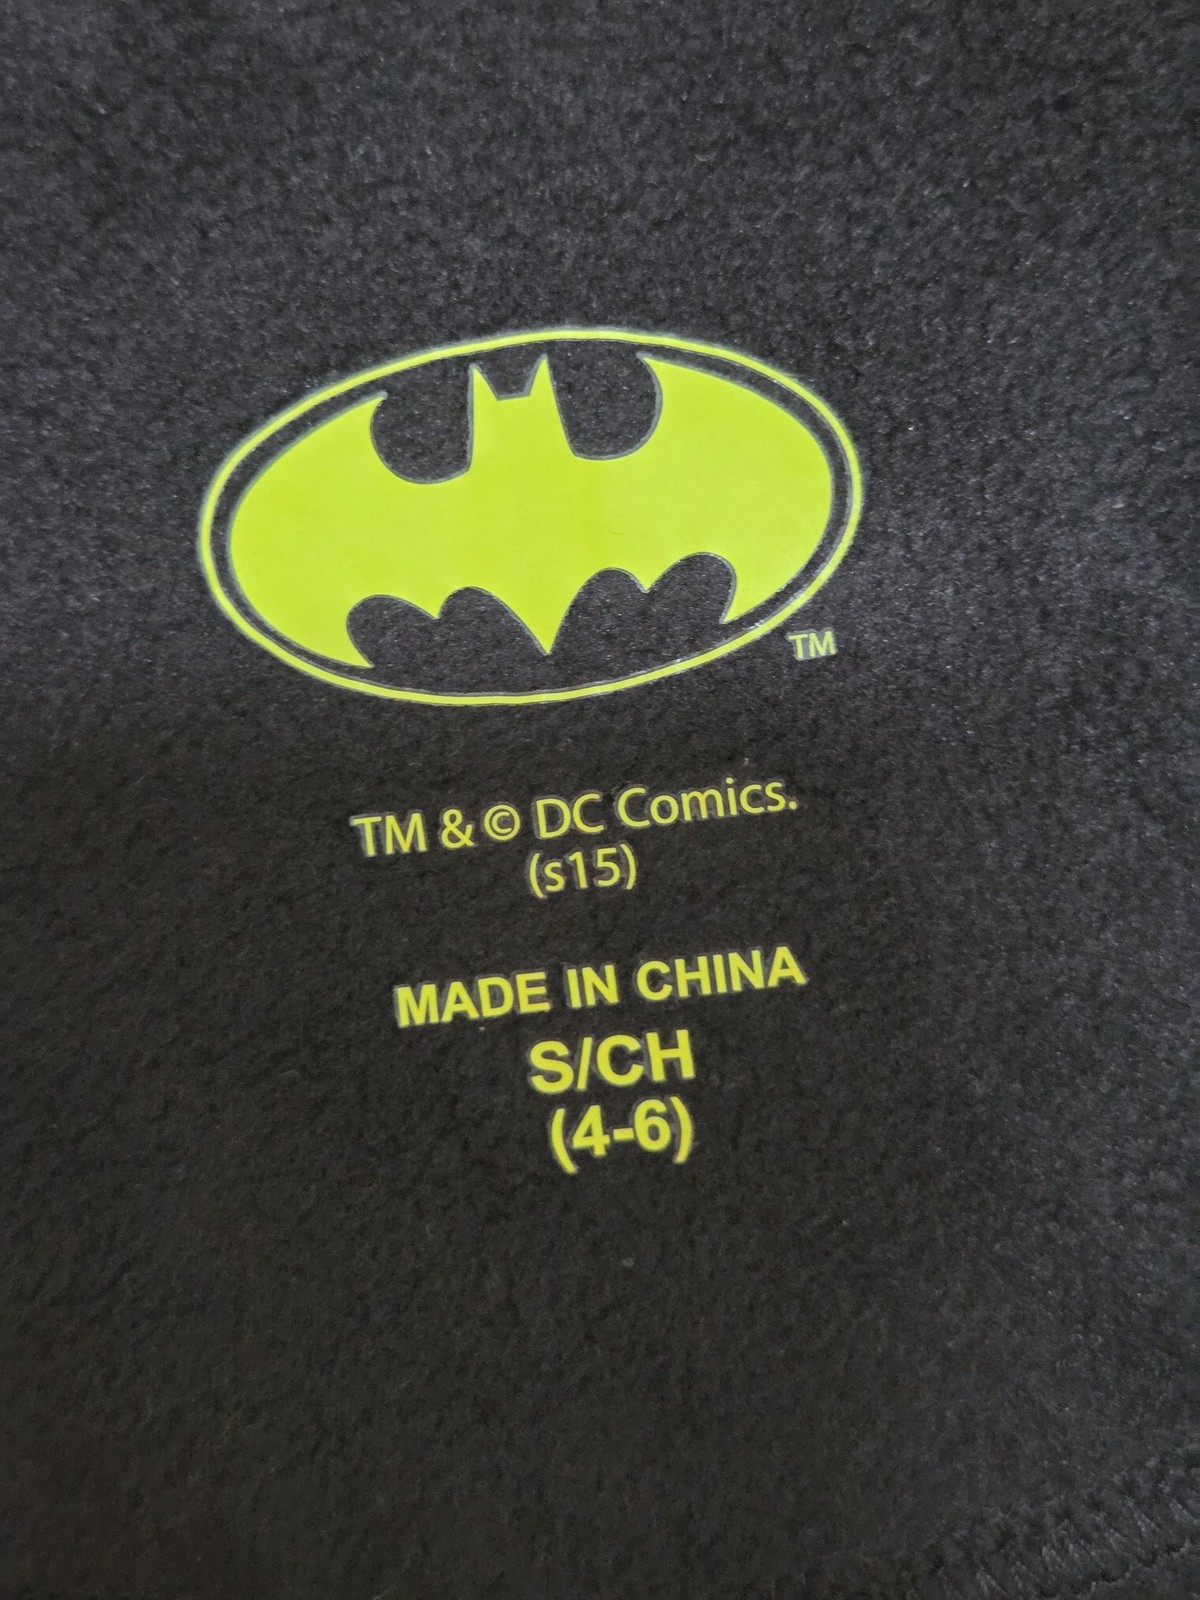 TM
TM & © DC Comics.
(s15)
MADE IN CHINA
S/CH
(4-6)